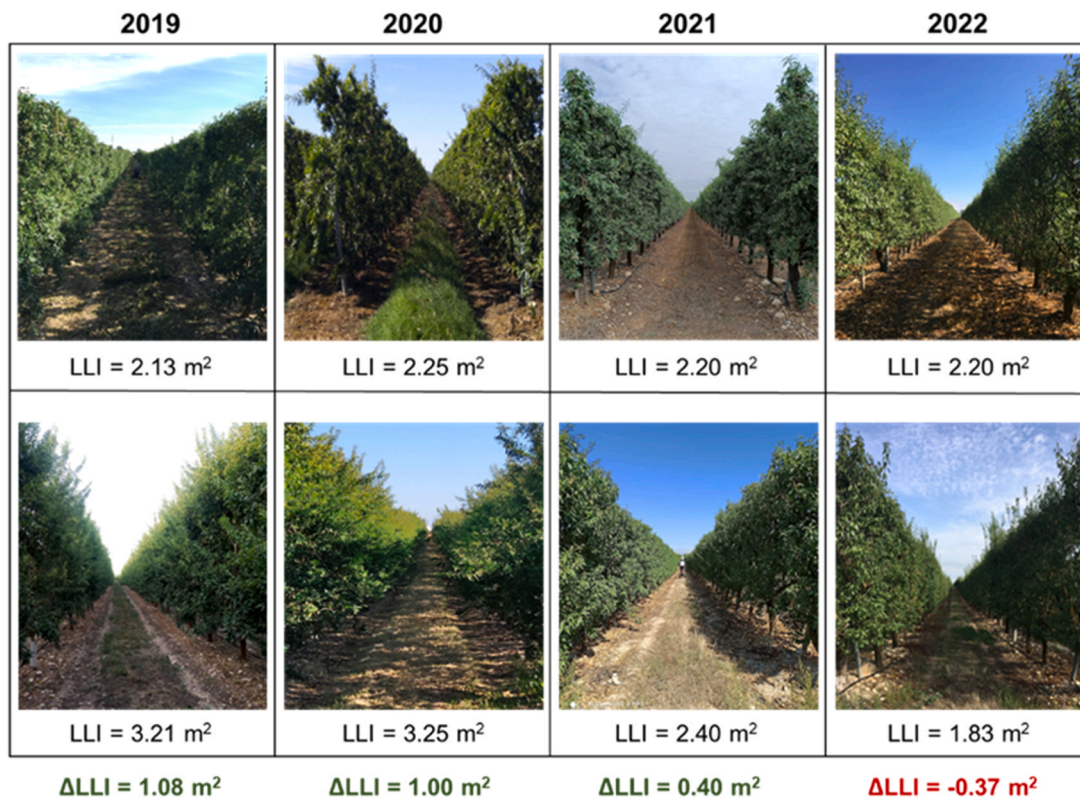 2019 2020 2021 2022
LLI = 2.13 m² LLI = 2.25 m² LLI = 2.20 m² LLI = 2.20 m²
LLI = 3.21 m² LLI = 3.25 m² LLI = 2.40 m² LLI = 1.83 m²
ΔLLI = 1.08 m² ΔLLI = 1.00 m² ΔLLI = 0.40 m² ΔLLI = -0.37 m²